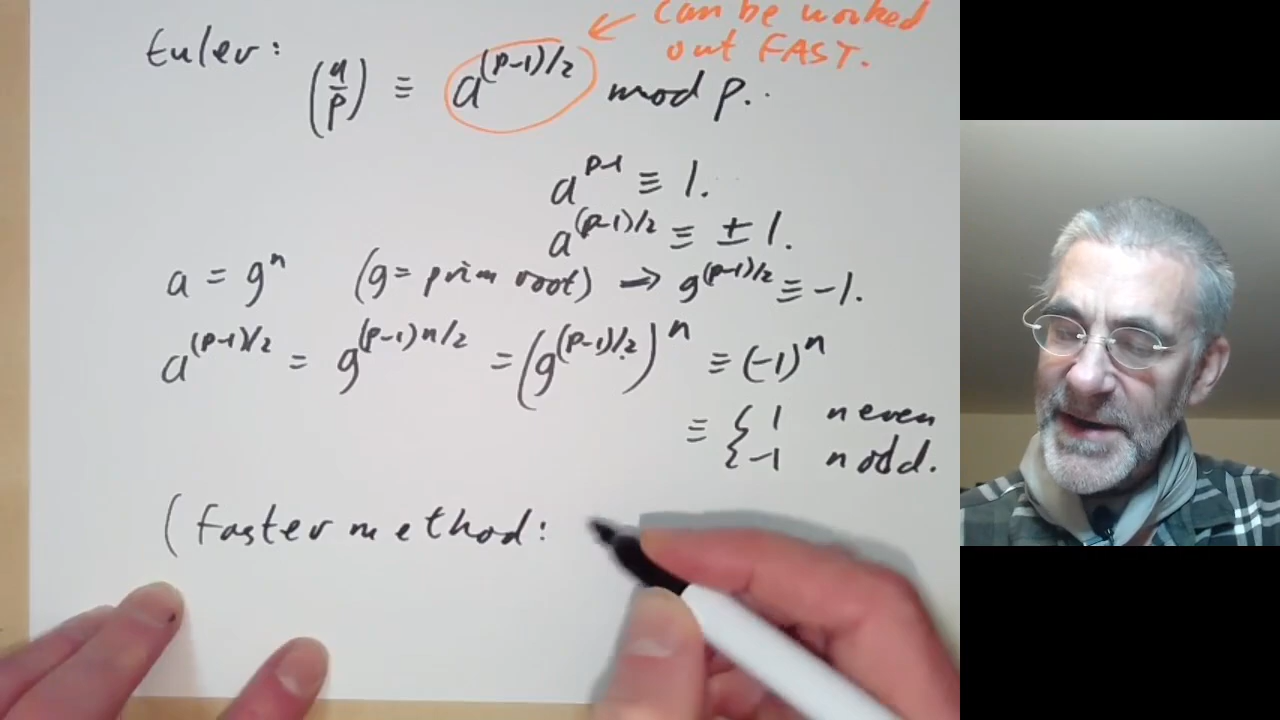 ← can be worked
out FAST.
Euler: (a/p) ≡ a^{(p-1)/2} mod p.
a^{p-1} ≡ 1.
a^{(p-1)/2} ≡ ± 1.
a = g^n (g = prim root) → g^{(p-1)/2} ≡ -1.
a^{(p-1)/2} = g^{(p-1)n/2} = (g^{(p-1)/2})^n ≡ (-1)^n
≡ { 1 n even
-1 n odd.
(Faster method: